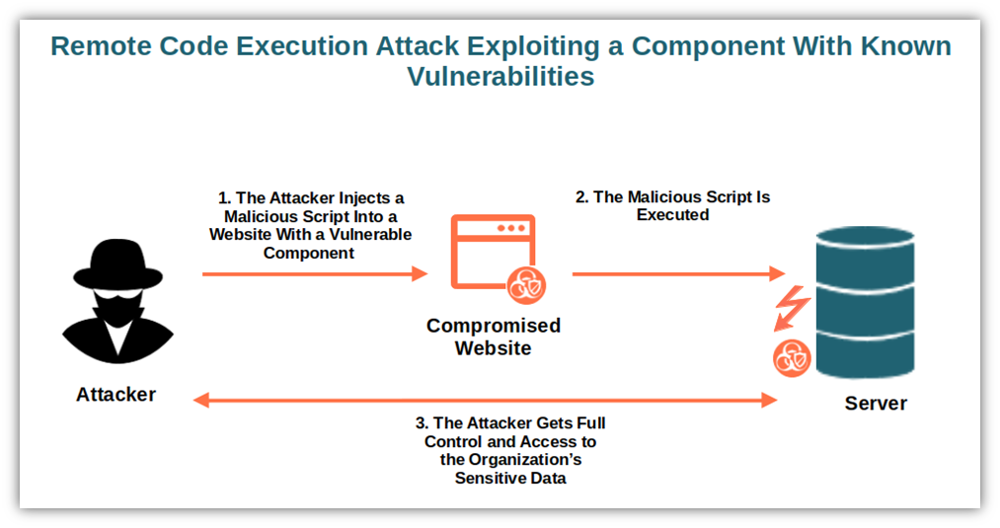 Remote Code Execution Attack Exploiting a Component With Known
Vulnerabilities
1. The Attacker Injects a
Malicious Script Into a
Website With a Vulnerable
Component
2. The Malicious Script Is
Executed
Compromised
Website
Attacker
Server
3. The Attacker Gets Full
Control and Access to
the Organization’s
Sensitive Data